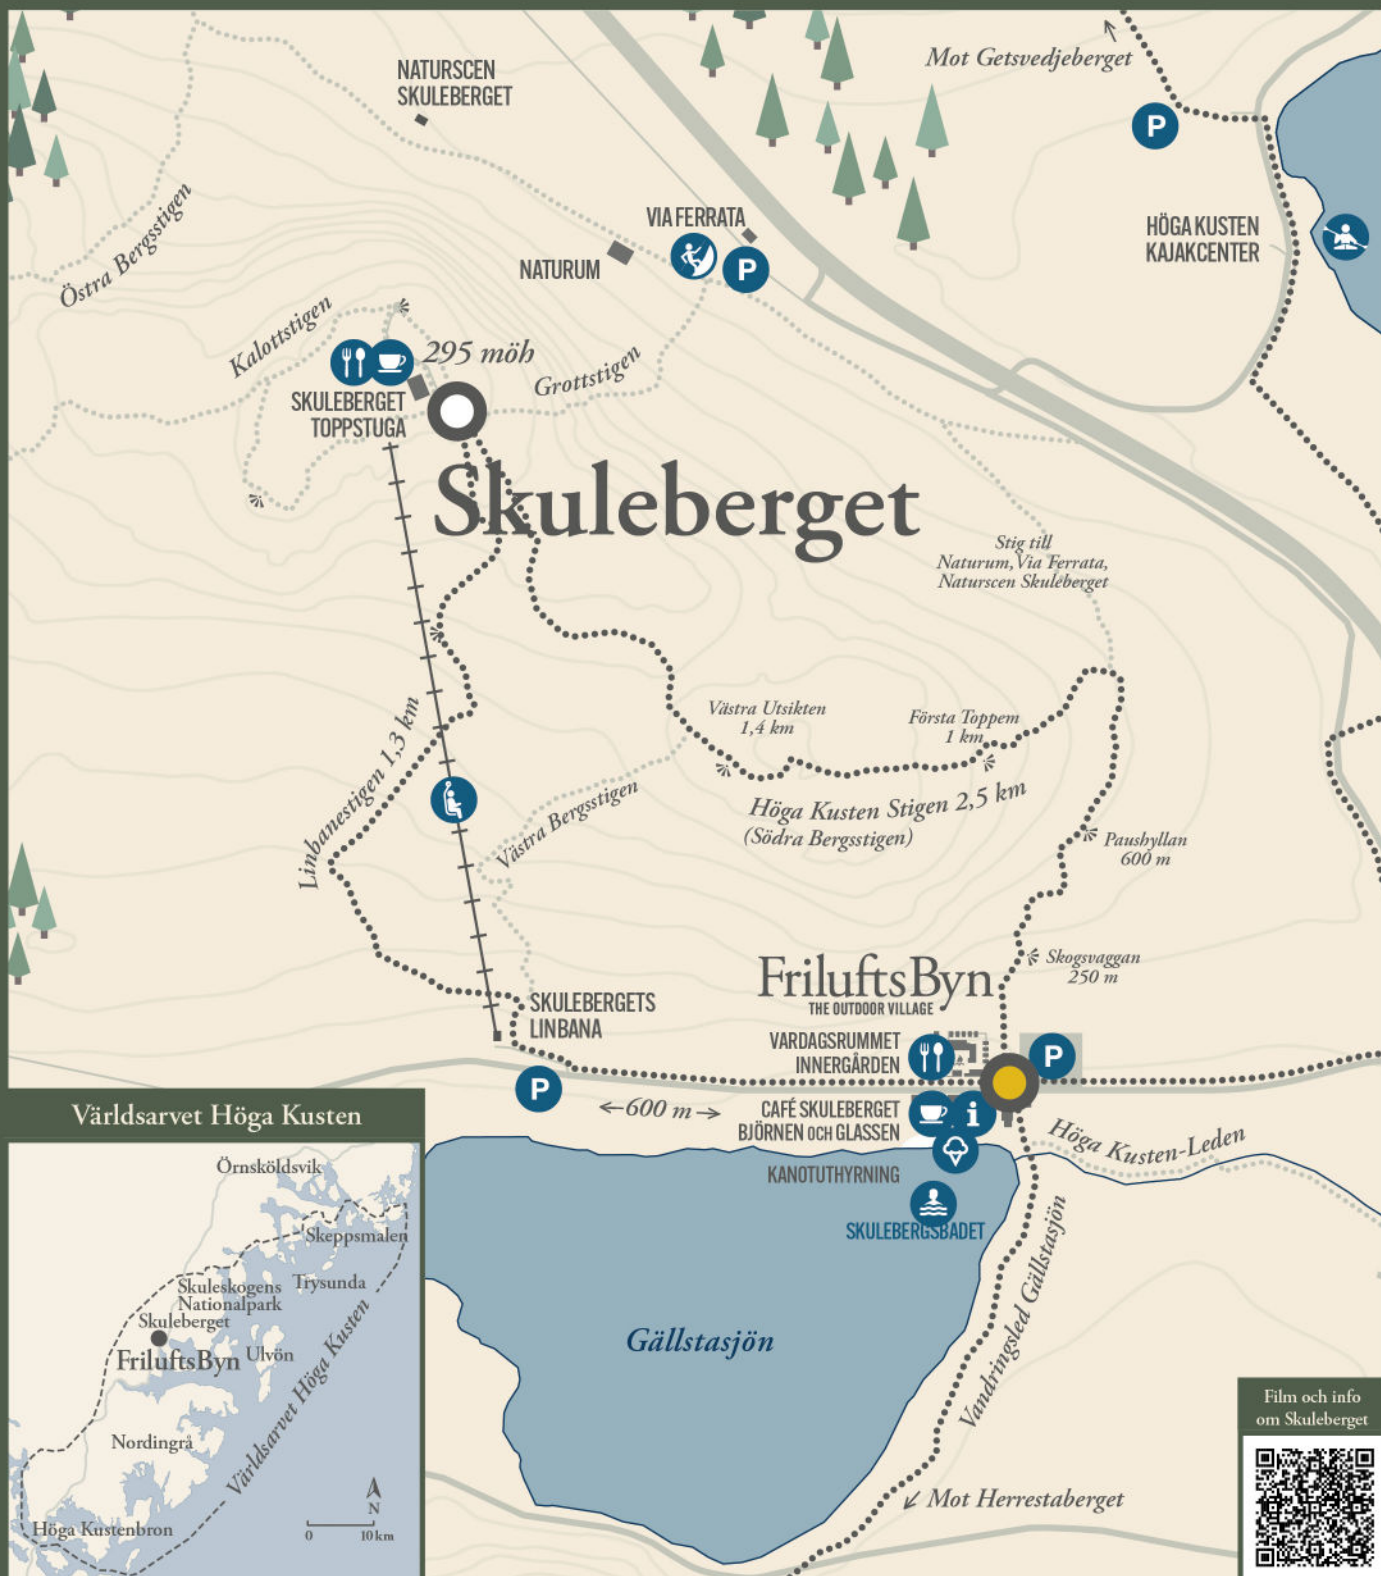 Mot Getsvedjeberget
NATURSCEN
SKULEBERGET
P
Östra Bergsstigen
VIA FERRATA
NATURUM
P
HÖGA KUSTEN
KAJAKCENTER
Kalottstigen
295 möh
Grottstigen
SKULEBERGET
TOPPSTUGA
Skuleberget
Stig till
Naturum, Via Ferrata,
Naturscen Skuleberget
Linbanestigen 1,3 km
Västra Utsikten
1,4 km
Första Toppem
1 km
Höga Kusten Stigen 2,5 km
(Södra Bergsstigen)
Västra Bergsstigen
Paushyllan
600 m
Skogsvaggan
250 m
FriluftsByn
THE OUTDOOR VILLAGE
SKULEBERGETS
LINBANA
VARDAGSRUMMET
INNERGÅRDEN
P
P
600 m
CAFÉ SKULEBERGET
BJÖRNEN OCH GLASSEN
i
KANOTUTHYRNING
SKULEBERGSBADET
Höga Kusten-Leden
Vandringsled Gällstasjön
Gällstasjön
Mot Herrestaberget
Världsarvet Höga Kusten
Örnsköldsvik
Skeppsmalen
Trysunda
Skuleskogens
Nationalpark
Skuleberget
FriluftsByn
Ulvön
Världsarvet Höga Kusten
Nordingrå
Höga Kustenbron
N
0 10 km
Film och info
om Skuleberget